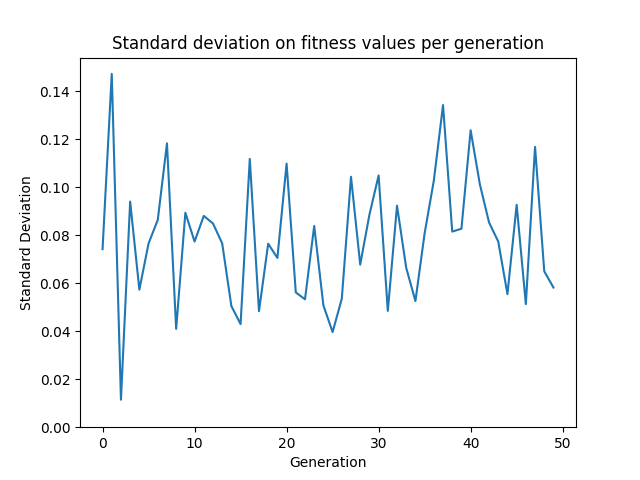 Standard deviation on fitness values per generation
0.14
0.12
0.10
0.08
0.06
0.04
0.02
0.00
Standard Deviation
0 10 20 30 40 50
Generation